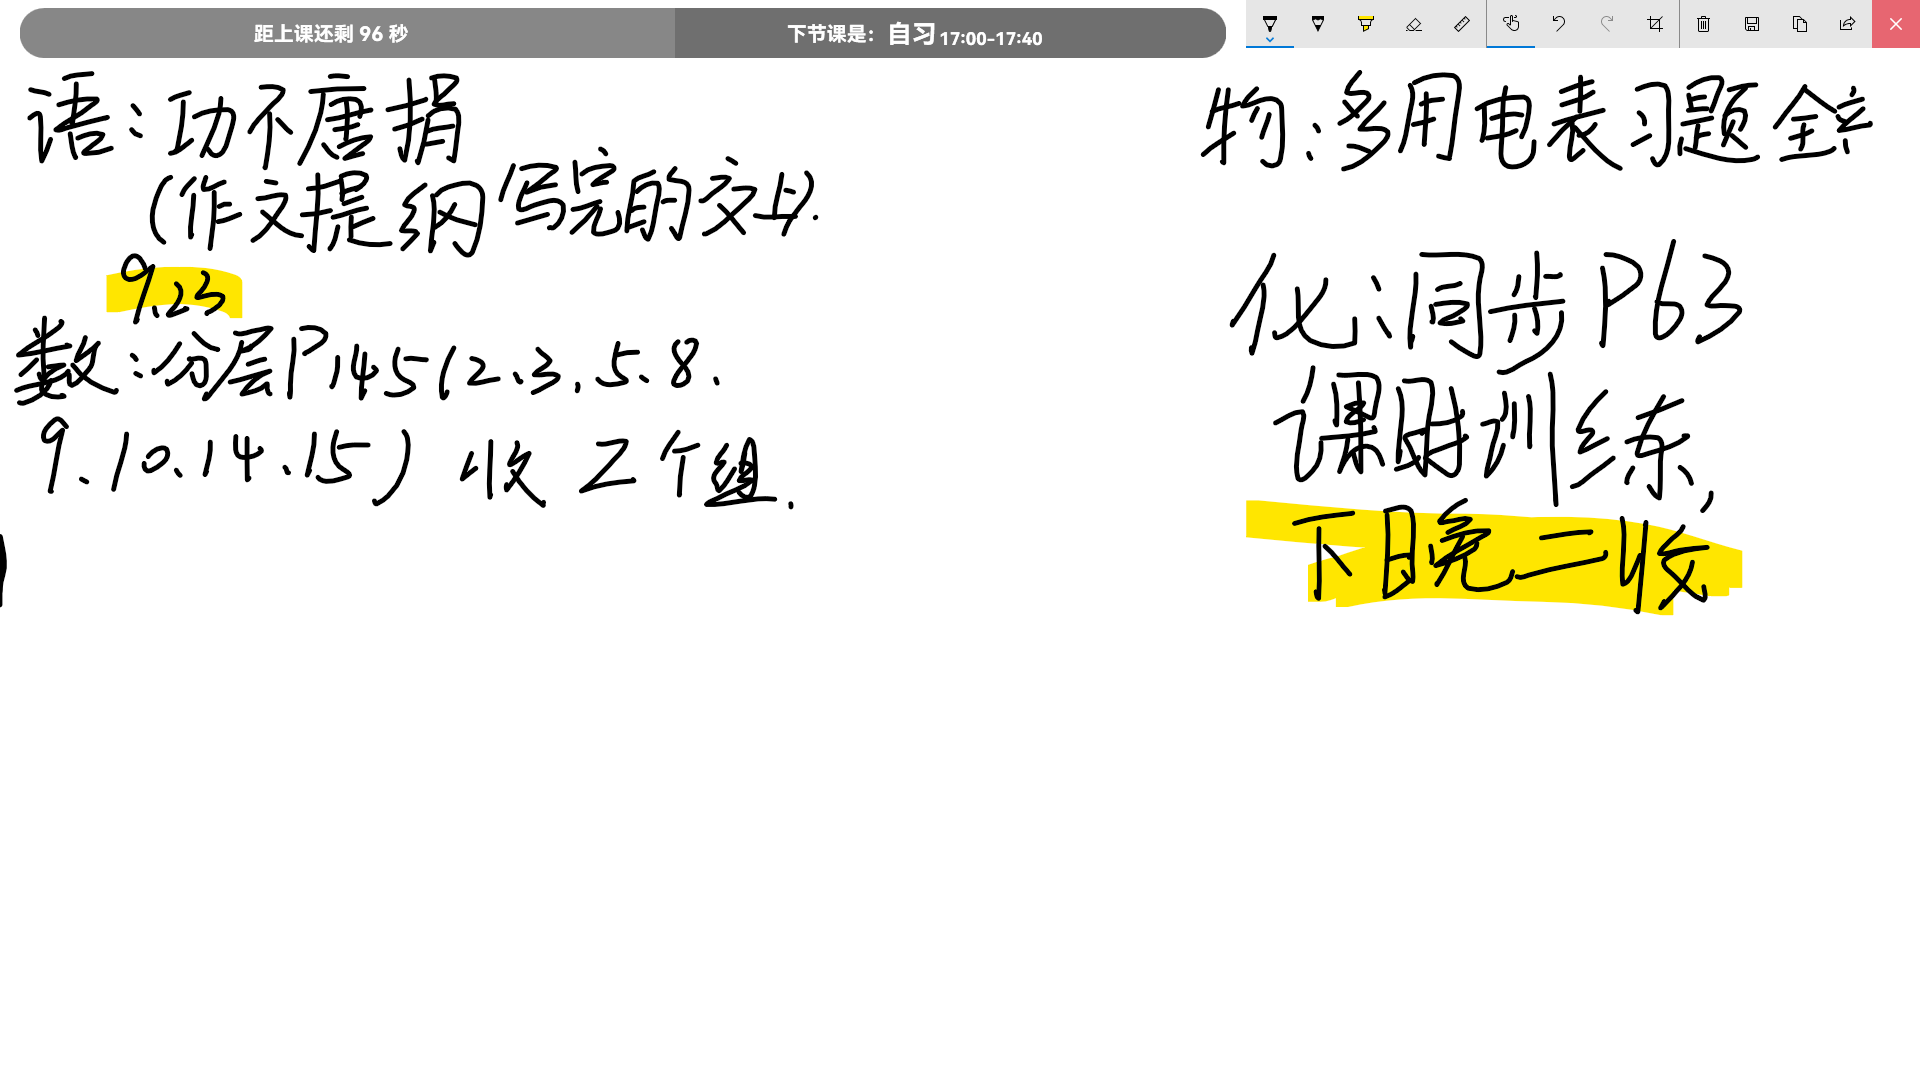 距上课还剩 96 秒
下节课是：自习 17:00-17:40
语：功不唐捐
(作文提纲写完的交上).
9.23
数：分层P145(2.3.5.8.
9.10.14.15) 收 2个组.
物：多用电表习题
化：同步P63
课时训练,
下日晚二收